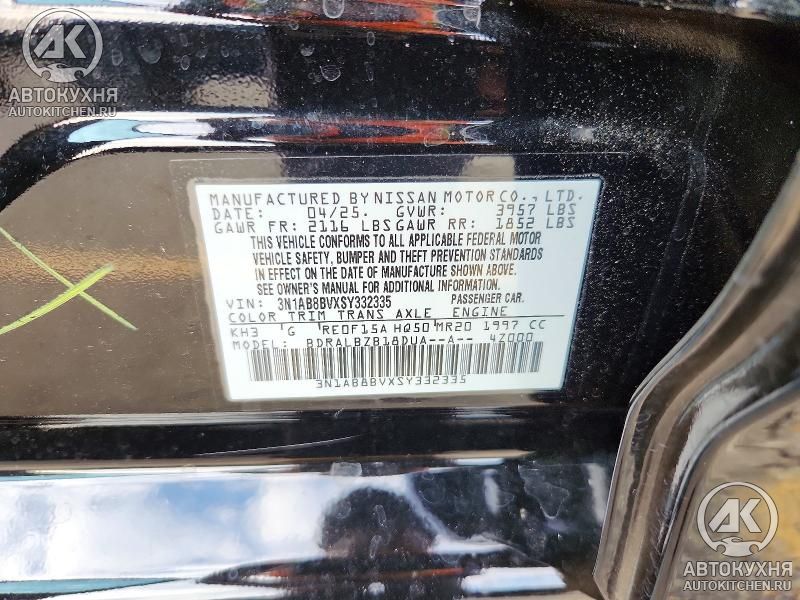 АК
АВТОКУХНЯ
AUTOKITCHEN.RU
MANUFACTURED BY NISSAN MOTOR CO., LTD.
DATE: 04/25. GVWR: 3957 LBS
GAWR FR: 2116 LBS GAWR RR: 1852 LBS
THIS VEHICLE CONFORMS TO ALL APPLICABLE FEDERAL MOTOR
VEHICLE SAFETY, BUMPER AND THEFT PREVENTION STANDARDS
IN EFFECT ON THE DATE OF MANUFACTURE SHOWN ABOVE.
SEE OWNER'S MANUAL FOR ADDITIONAL INFORMATION.
VIN: 3N1AB8BVXSY332335 PASSENGER CAR.
COLOR TRIM TRANS AXLE ENGINE
KH3 G RE0F15A HQ50 MR20 1997 CC
MODEL: BDRALBZB18DUA--A-- 4Z000
3N1AB8BVXSY332335
АК
АВТОКУХНЯ
AUTOKITCHEN.RU